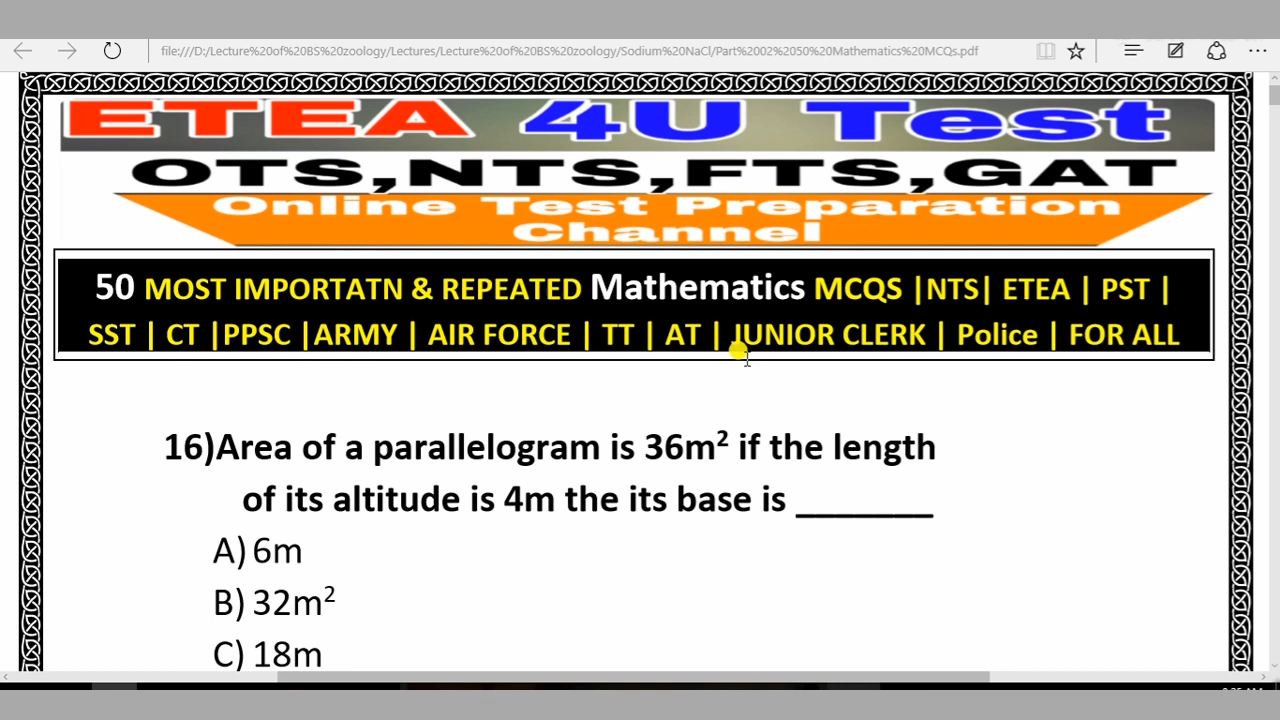 file:///D:/Lecture%20of%20BS%20zoology/Lectures/Lecture%20of%20BS%20zoology/Sodium%20NaCl/Part%2002%2050%20Mathematics%20MCQs.pdf
ETEA 4U Test
OTS,NTS,FTS,GAT
Online Test Preparation
Channel
50 MOST IMPORTATN & REPEATED Mathematics MCQS |NTS| ETEA | PST |
SST | CT |PPSC |ARMY | AIR FORCE | TT | AT | JUNIOR CLERK | Police | FOR ALL
16)Area of a parallelogram is 36m² if the length
of its altitude is 4m the its base is _______
A) 6m
B) 32m²
C) 18m